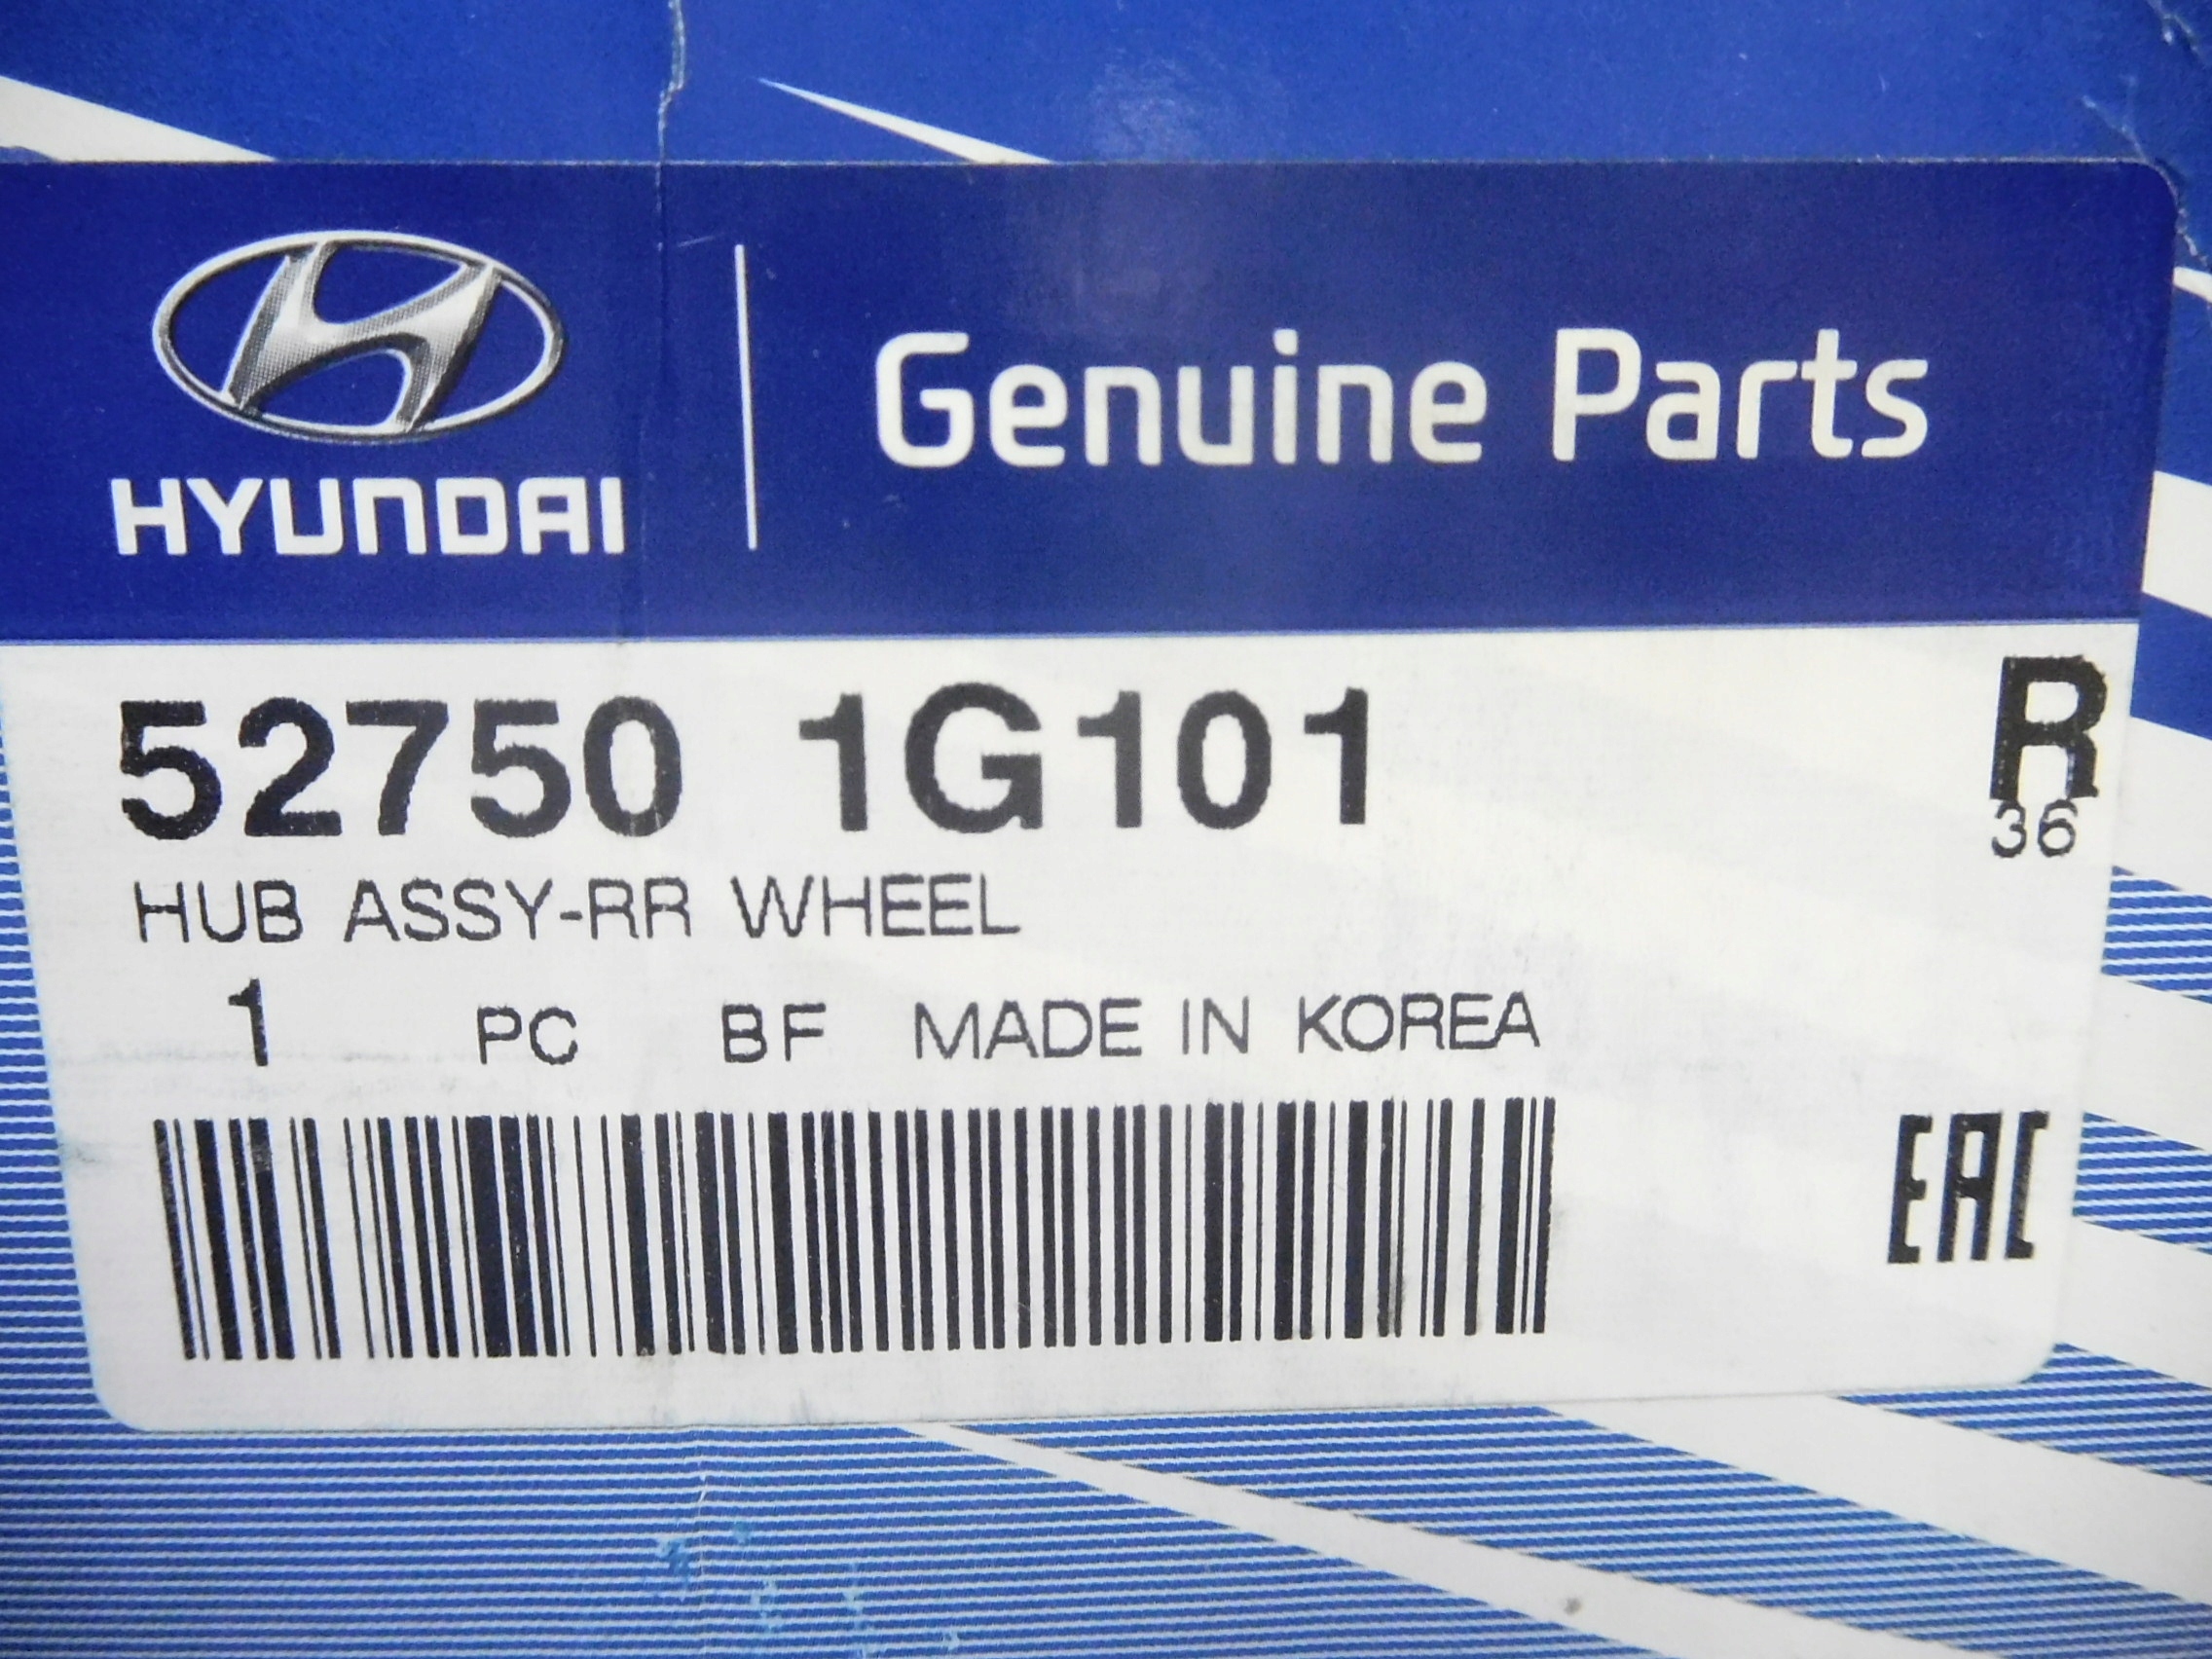 HYUNDAI
Genuine Parts
52750 1G101
R
36
HUB ASSY-RR WHEEL
1 PC BF MADE IN KOREA
EAC